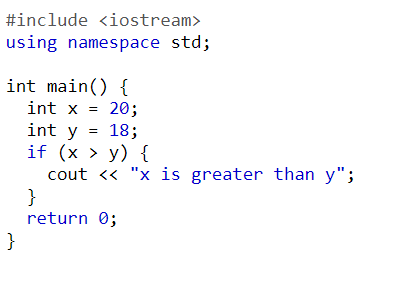 #include <iostream>
using namespace std;

int main() {
  int x = 20;
  int y = 18;
  if (x > y) {
    cout << "x is greater than y";
  }
  return 0;
}